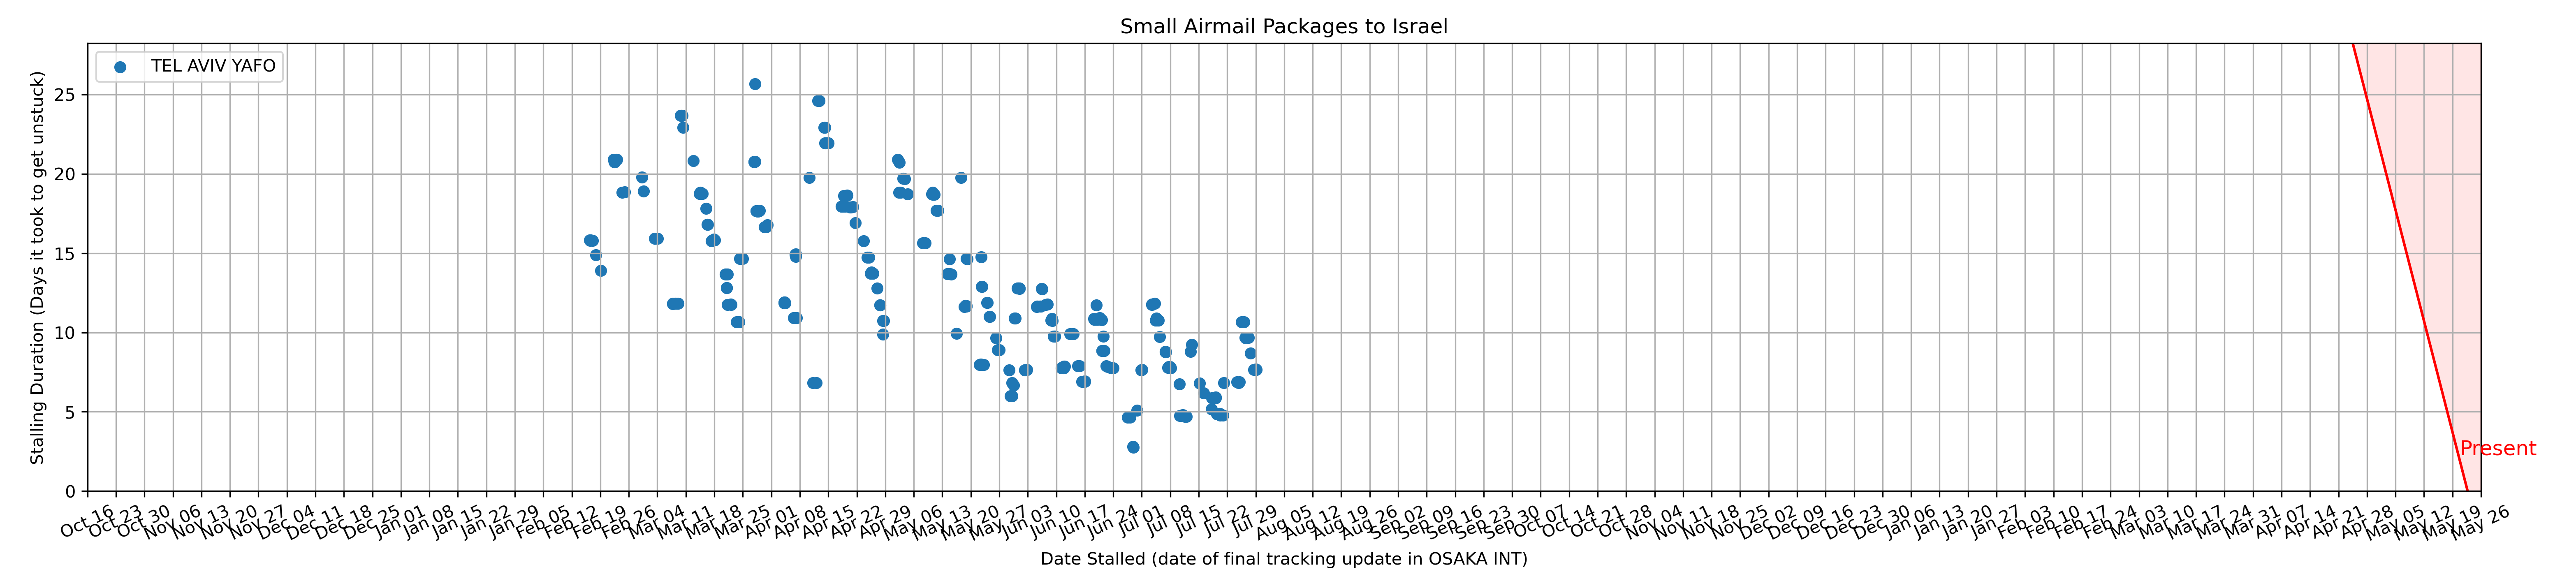 Small Airmail Packages to Israel
TEL AVIV YAFO
Stalling Duration (Days it took to get unstuck)
25
20
15
10
5
0
Present
Oct 16 Oct 23 Oct 30 Nov 06 Nov 13 Nov 20 Nov 27 Dec 04 Dec 11 Dec 18 Dec 25 Jan 01 Jan 08 Jan 15 Jan 22 Jan 29 Feb 05 Feb 12 Feb 19 Feb 26 Mar 04 Mar 11 Mar 18 Mar 25 Apr 01 Apr 08 Apr 15 Apr 22 Apr 29 May 06 May 13 May 20 May 27 Jun 03 Jun 10 Jun 17 Jun 24 Jul 01 Jul 08 Jul 15 Jul 22 Jul 29 Aug 05 Aug 12 Aug 19 Aug 26 Sep 02 Sep 09 Sep 16 Sep 23 Sep 30 Oct 07 Oct 14 Oct 21 Oct 28 Nov 04 Nov 11 Nov 18 Nov 25 Dec 02 Dec 09 Dec 16 Dec 23 Dec 30 Jan 06 Jan 13 Jan 20 Jan 27 Feb 03 Feb 10 Feb 17 Feb 24 Mar 03 Mar 10 Mar 17 Mar 24 Mar 31 Apr 07 Apr 14 Apr 21 Apr 28 May 05 May 12 May 19 May 26
Date Stalled (date of final tracking update in OSAKA INT)